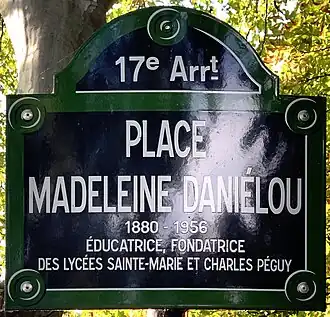 17e Arrt
PLACE
MADELEINE DANIÉLOU
1880 - 1956
ÉDUCATRICE, FONDATRICE
DES LYCÉES SAINTE-MARIE ET CHARLES PÉGUY